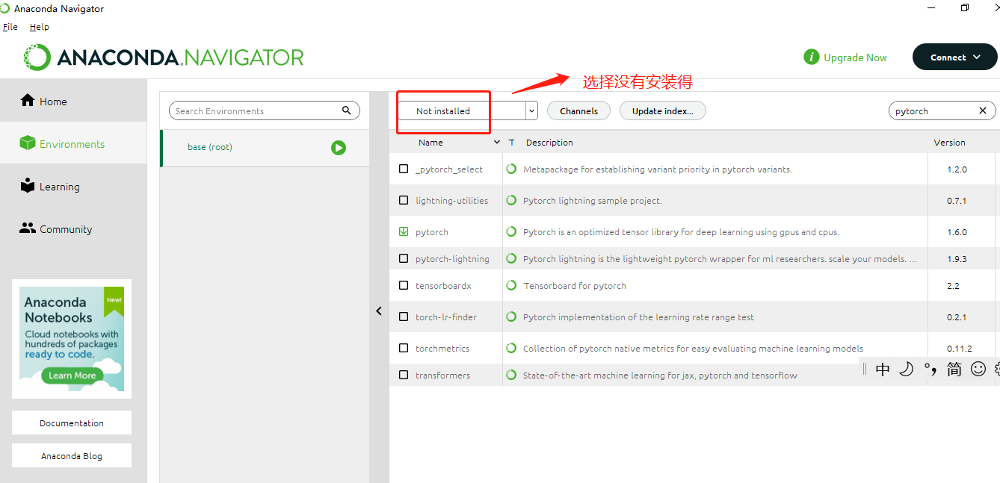 Anaconda Navigator
File Help
ANACONDA.NAVIGATOR
i Upgrade Now
Connect
选择没有安装得
Home
Environments
Learning
Community
Search Environments
base (root)
Not installed
Channels
Update index...
pytorch
Name T Description Version
_pytorch_select Metapackage for establishing variant priority in pytorch variants. 1.2.0
lightning-utilities Pytorch lightning sample project. 0.7.1
pytorch Pytorch is an optimized tensor library for deep learning using gpus and cpus. 1.6.0
pytorch-lightning Pytorch lightning is the lightweight pytorch wrapper for ml researchers. scale your models. ... 1.9.3
tensorboardx Tensorboard for pytorch 2.2
torch-lr-finder Pytorch implementation of the learning rate range test 0.2.1
torchmetrics Collection of pytorch native metrics for easy evaluating machine learning models 0.11.2
transformers State-of-the-art machine learning for jax, pytorch and tensorflow
中 °, 简
New!
Anaconda
Notebooks
Cloud notebooks with
hundreds of packages
ready to code.
Learn More
Documentation
Anaconda Blog